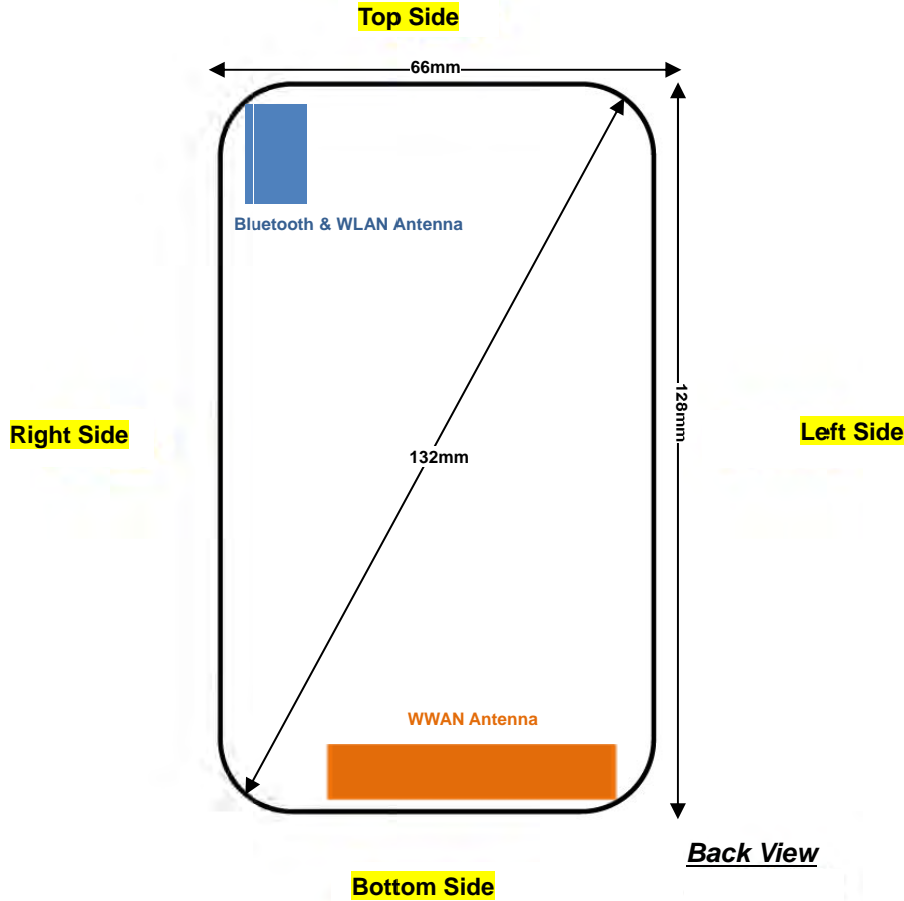 Top Side
66mm
Bluetooth & WLAN Antenna
128mm
Right Side
Left Side
132mm
WWAN Antenna
Back View
Bottom Side